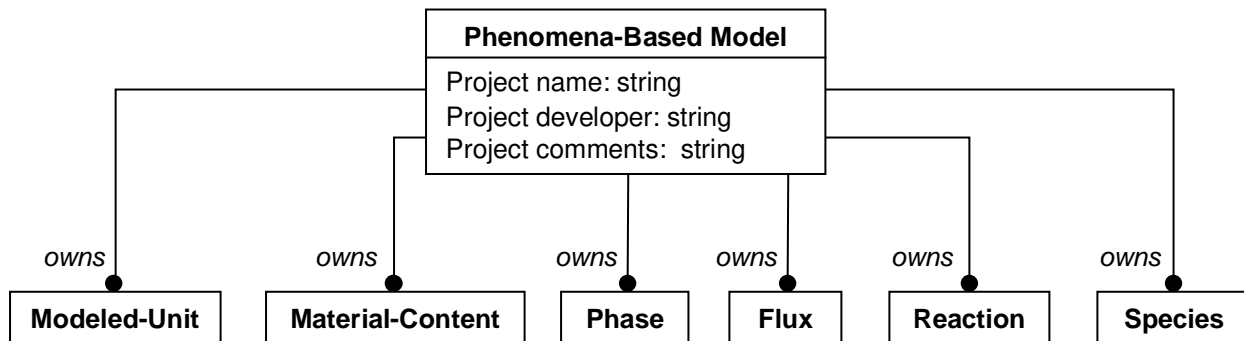 Phenomena-Based Model
Project name: string
Project developer: string
Project comments:  string
owns owns owns owns owns owns
Modeled-Unit Material-Content Phase Flux Reaction Species